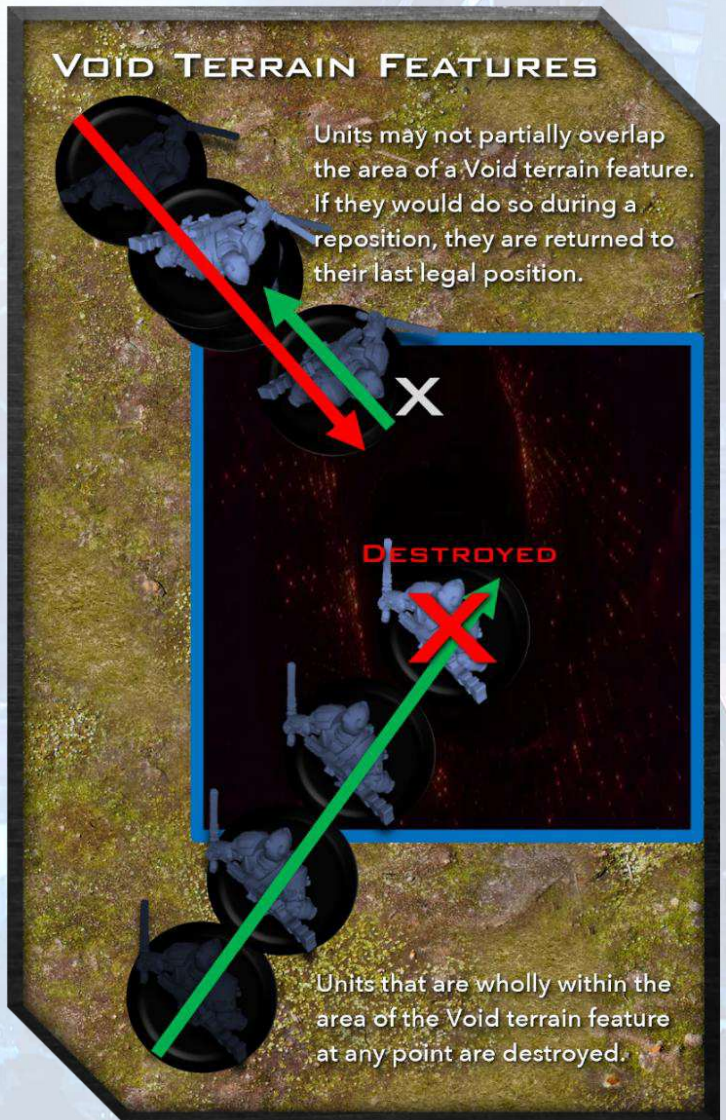 VOID TERRAIN FEATURES
Units may not partially overlap
the area of a Void terrain feature.
If they would do so during a
reposition, they are returned to
their last legal position.
X
DESTROYED
X
Units that are wholly within the
area of the Void terrain feature
at any point are destroyed.